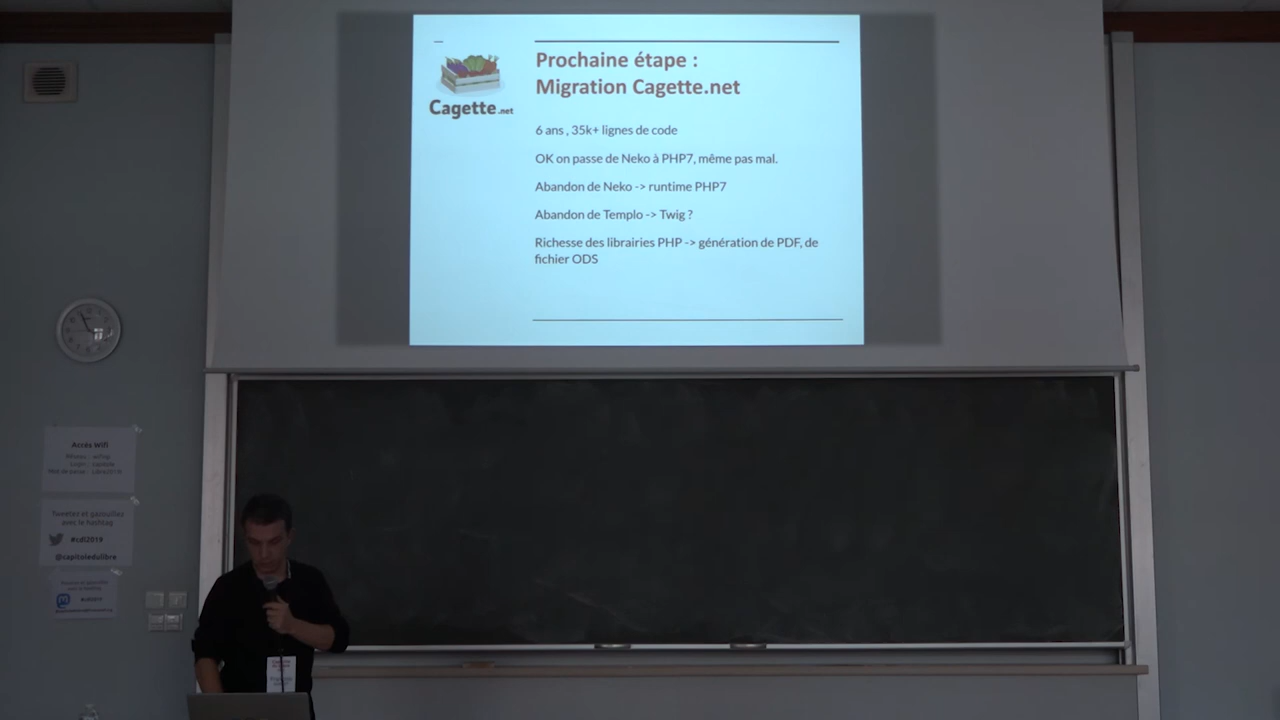 Prochaine étape :
Migration Cagette.net
Cagette.net
6 ans , 35k+ lignes de code
OK on passe de Neko à PHP7, même pas mal.
Abandon de Neko -> runtime PHP7
Abandon de Templo -> Twig ?
Richesse des librairies PHP -> génération de PDF, de
fichier ODS
Accès Wifi
Tweetez et gazouillez
avec le hashtag
#cdl2019
@capitoledulibre
#cdl2019